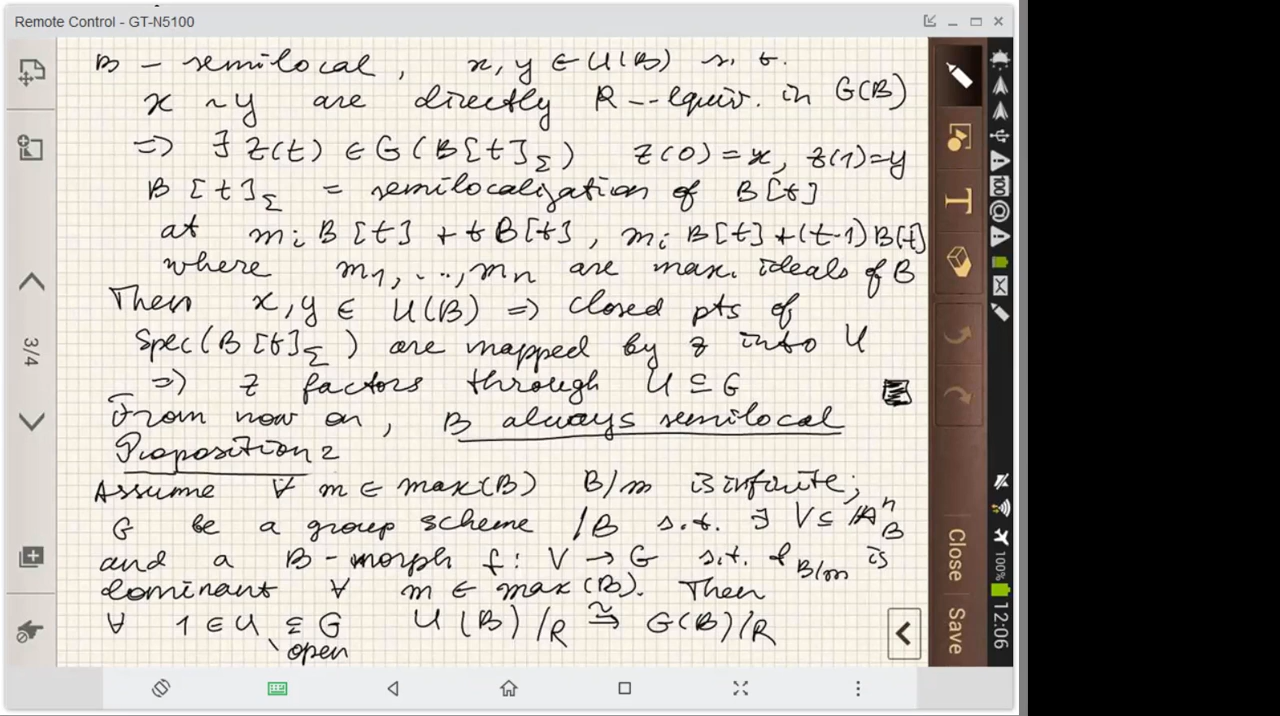 Remote Control - GT-N5100
B - semilocal, x, y ∈ U(B) s.t.
x ~ y are directly R--equiv. in G(B)
=> ∃ z(t) ∈ G(B[t]_Σ) z(0)=x, z(1)=y
B[t]_Σ = semilocalization of B[t]
at m_i B[t] + t B[t], m_i B[t]+(t-1)B[t]
where m_1, ..., m_n are max. ideals of B
Then x, y ∈ U(B) => closed pts of
Spec(B[t]_Σ) are mapped by z into U
=> z factors through U ⊆ G
From now on, B always semilocal
Proposition 2
Assume ∀ m ∈ max(B) B/m is infinite;
G be a group scheme /B s.t. ∃ V ⊆ A^n_B
and a B-morph f: V → G s.t. f_{B/m} is
dominant ∀ m ∈ max(B). Then
∀ 1 ∈ U ⊆ G U(B)/R ≅> G(B)/R
open
3/4
Close
Save
100%
12:06